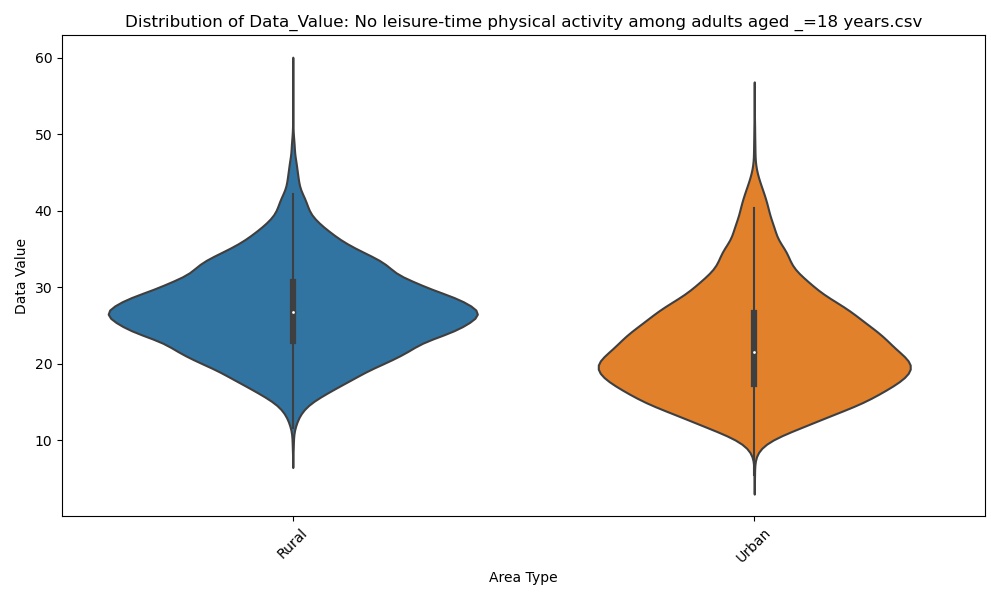 Distribution of Data_Value: No leisure-time physical activity among adults aged _=18 years.csv
60
50
40
30
20
10
Data Value
Rural
Urban
Area Type